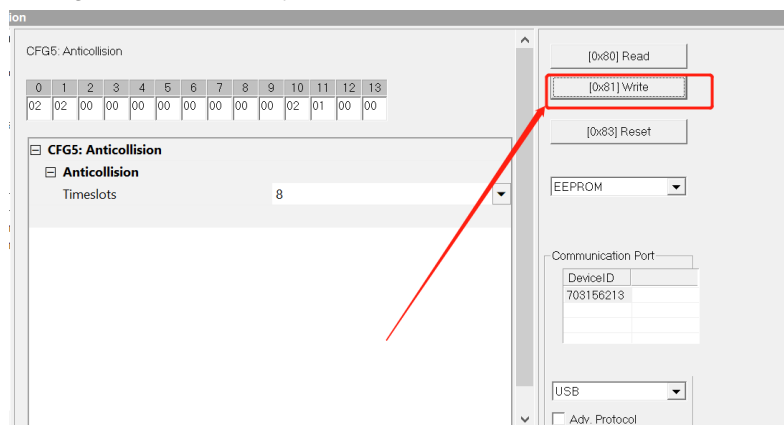 ion
CFG5: Anticollision
0 1 2 3 4 5 6 7 8 9 10 11 12 13
02 02 00 00 00 00 00 00 00 00 02 01 00 00
CFG5: Anticollision
Anticollision
Timeslots 8
[0x80] Read
[0x81] Write
[0x83] Reset
EEPROM
Communication Port
DeviceID
703156213
USB
Adv. Protocol